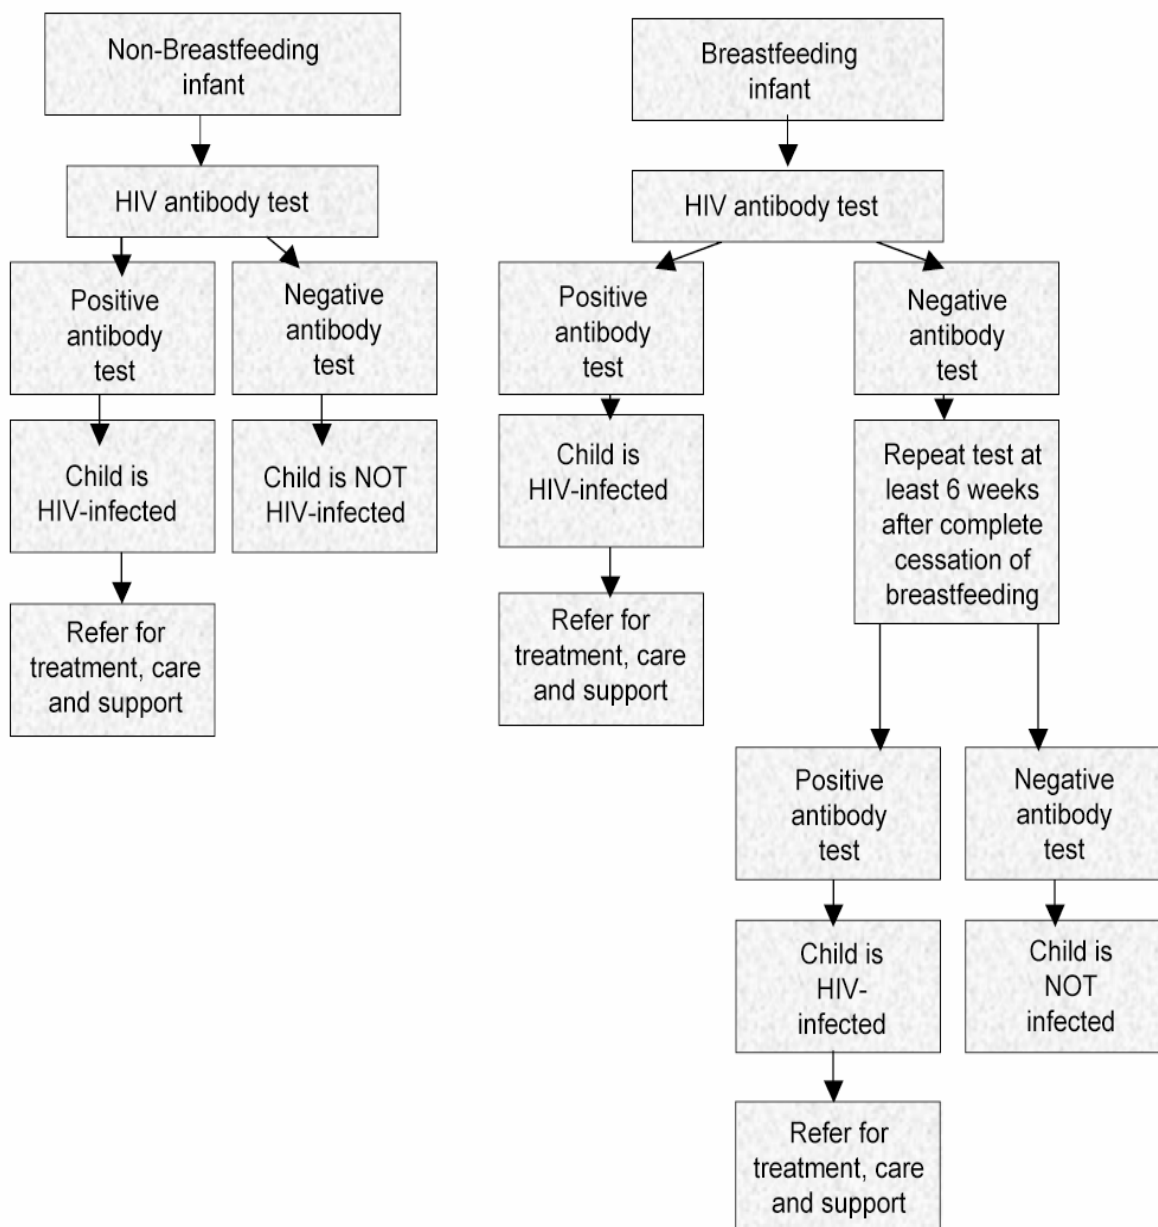 Non-Breastfeeding
infant
HIV antibody test
Positive
antibody
test
Negative
antibody
test
Child is
HIV-infected
Child is NOT
HIV-infected
Refer for
treatment, care
and support
Breastfeeding
infant
HIV antibody test
Positive
antibody
test
Negative
antibody
test
Child is
HIV-infected
Repeat test at
least 6 weeks
after complete
cessation of
breastfeeding
Refer for
treatment, care
and support
Positive
antibody
test
Negative
antibody
test
Child is
HIV-
infected
Child is
NOT
infected
Refer for
treatment, care
and support